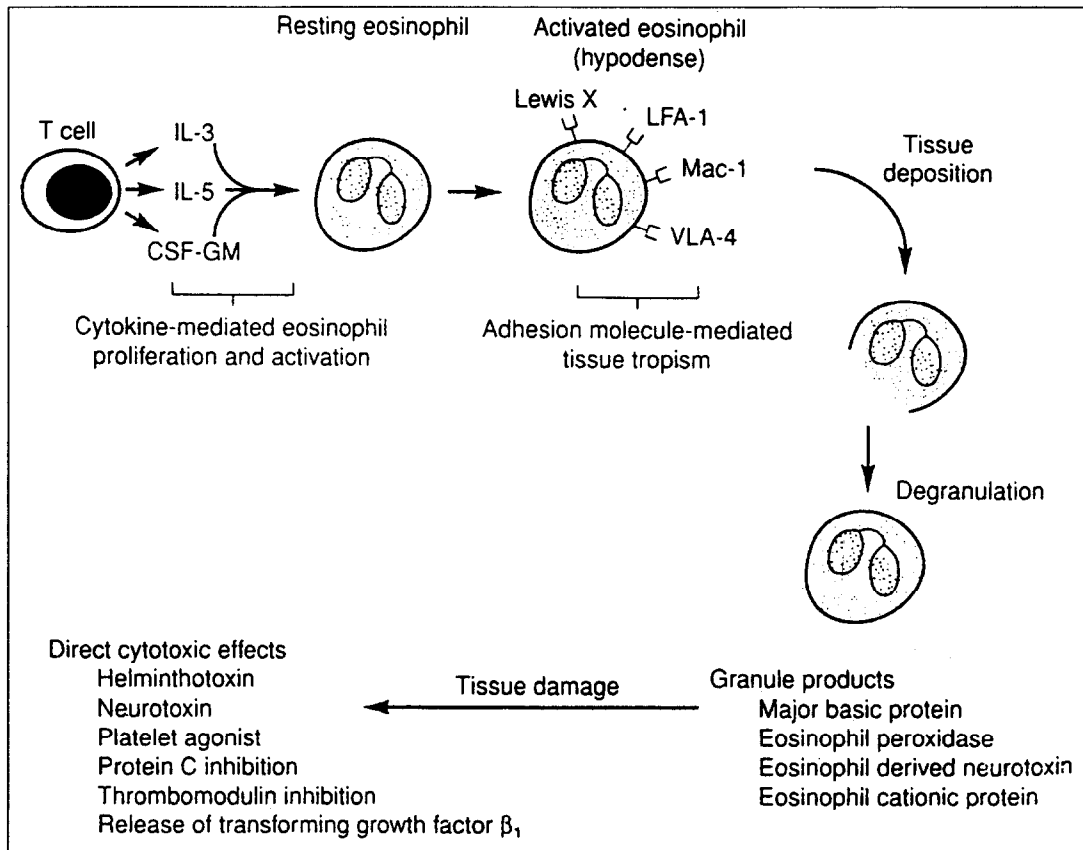 Resting eosinophil
Activated eosinophil
(hypodense)
T cell
IL-3
IL-5
CSF-GM
Lewis X
LFA-1
Mac-1
VLA-4
Tissue
deposition
Cytokine-mediated eosinophil
proliferation and activation
Adhesion molecule-mediated
tissue tropism
Degranulation
Direct cytotoxic effects
Helminthotoxin
Neurotoxin
Platelet agonist
Protein C inhibition
Thrombomodulin inhibition
Release of transforming growth factor β₁
Tissue damage
Granule products
Major basic protein
Eosinophil peroxidase
Eosinophil derived neurotoxin
Eosinophil cationic protein